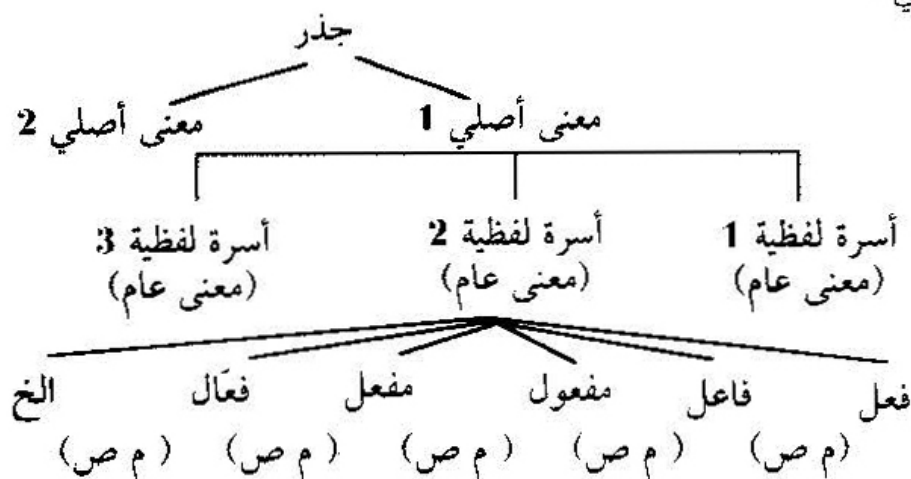 جذر
معنى أصلي 1 معنى أصلي 2
أسرة لفظية 1 أسرة لفظية 2 أسرة لفظية 3
(معنى عام) (معنى عام) (معنى عام)
فعل فاعل مفعول مفعل فعّال الخ
(م ص) (م ص) (م ص) (م ص) (م ص)